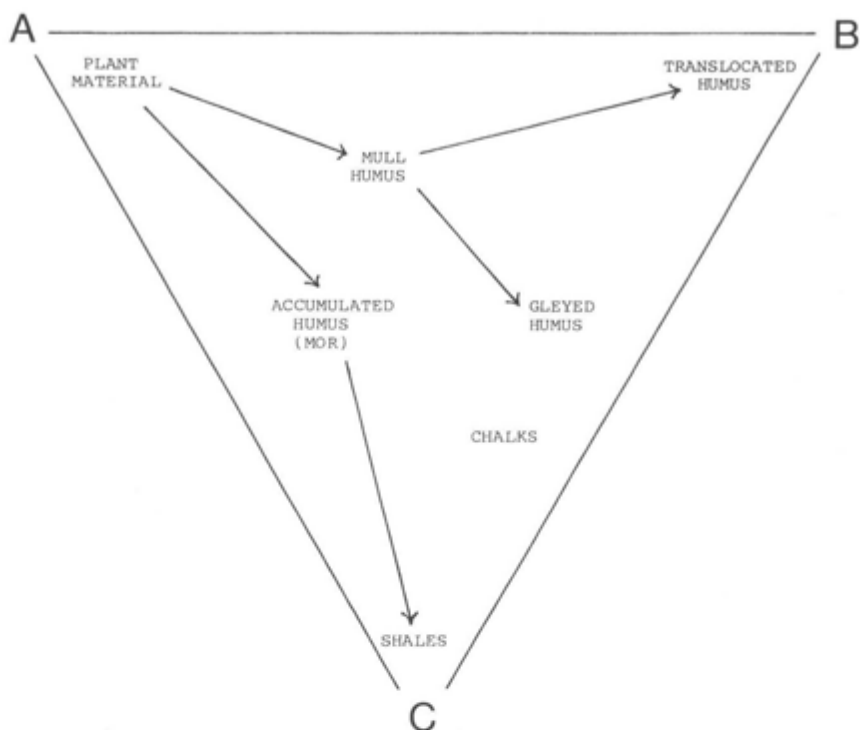 A
B
PLANT
MATERIAL
TRANSLOCATED
HUMUS
MULL
HUMUS
ACCUMULATED
HUMUS
(MOR)
GLEYED
HUMUS
CHALKS
SHALES
C